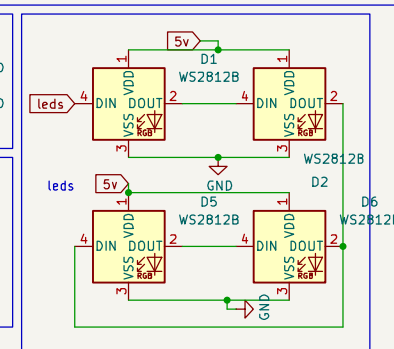 5v
D1
WS2812B
1
1
VDD
VDD
leds
4
DIN
DOUT
2
4
DIN
DOUT
2
VSS
RGB
VSS
RGB
3
3
WS2812B
GND
D2
leds
5v
1
1
D5
D6
WS2812B
WS2812B
VDD
VDD
4
DIN
DOUT
2
4
DIN
DOUT
2
VSS
RGB
VSS
RGB
3
3
GND